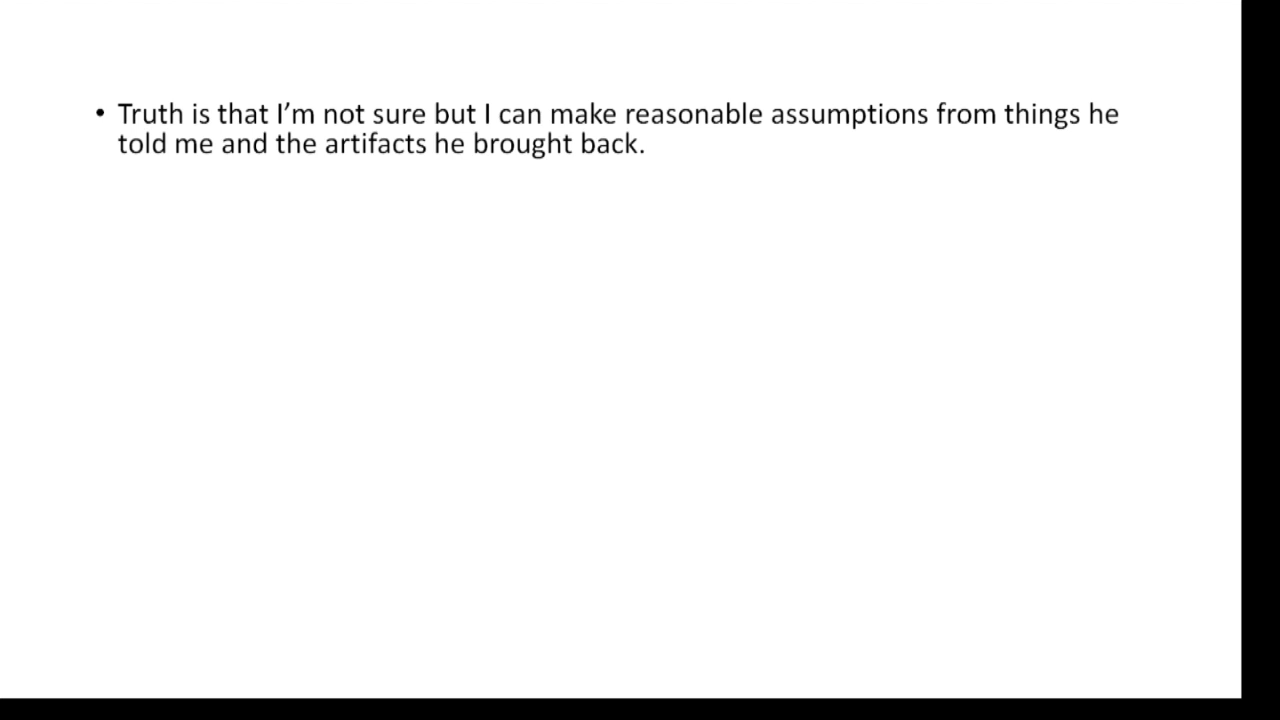 • Truth is that I’m not sure but I can make reasonable assumptions from things he
told me and the artifacts he brought back.